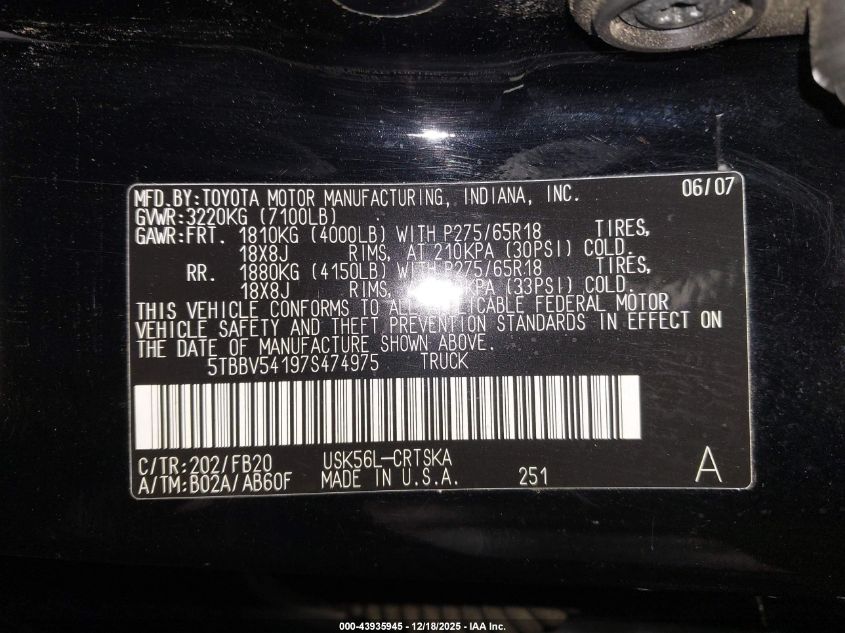 MFD.BY:TOYOTA MOTOR MANUFACTURING, INDIANA, INC. 06/07
GVWR:3220KG (7100LB)
GAWR:FRT. 1810KG (4000LB) WITH P275/65R18 TIRES,
18X8J RIMS, AT 210KPA (30PSI) COLD.
RR. 1880KG (4150LB) WITH P275/65R18 TIRES,
18X8J RIMS, KPA (33PSI) COLD.
THIS VEHICLE CONFORMS TO ALL APPLICABLE FEDERAL MOTOR
VEHICLE SAFETY AND THEFT PREVENTION STANDARDS IN EFFECT ON
THE DATE OF MANUFACTURE SHOWN ABOVE.
5TBBV54197S474975 TRUCK
C/TR:202/FB20 USK56L-CRTSKA
A/TM:B02A/AB60F MADE IN U.S.A. 251 A
000-43935945 - 12/18/2025 - IAA Inc.